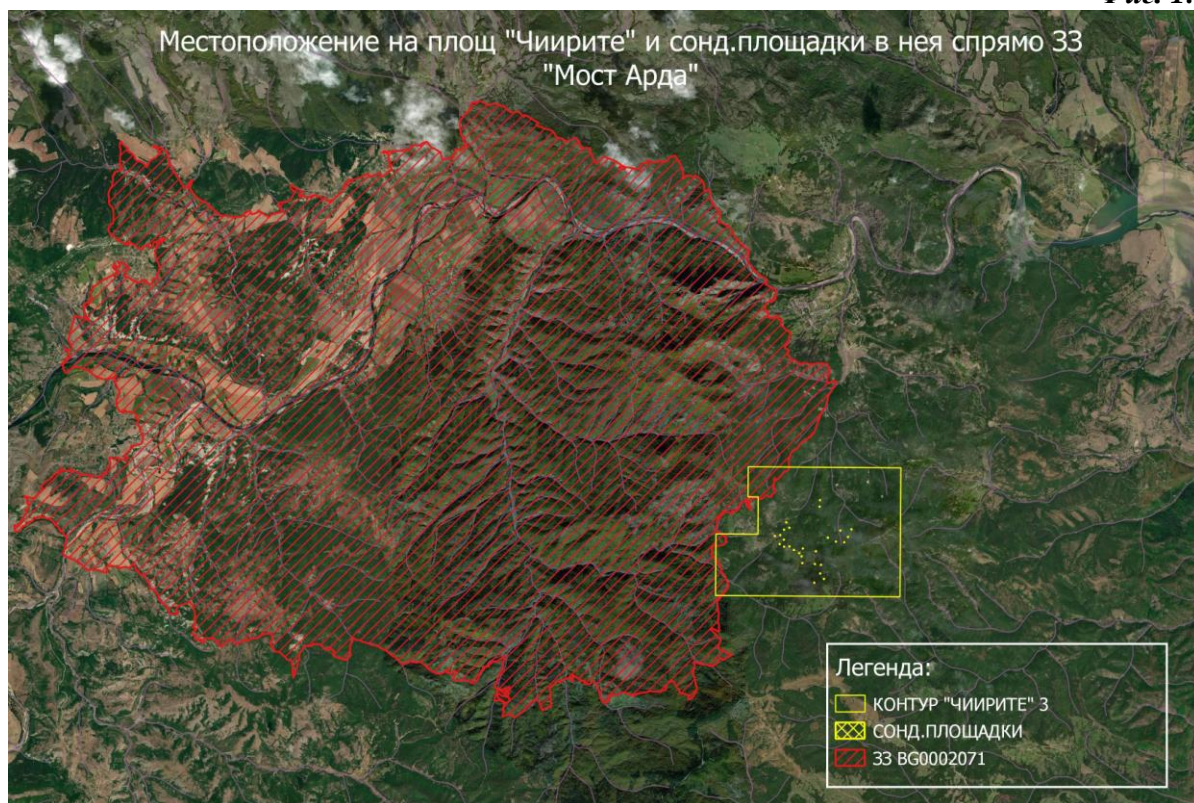 Фиг. 1.
Местоположение на площ "Чиирите" и сонд.площадки в нея спрямо ЗЗ
"Мост Арда"
Легенда:
КОНТУР "ЧИИРИТЕ" 3
СОНД.ПЛОЩАДКИ
ЗЗ BG0002071